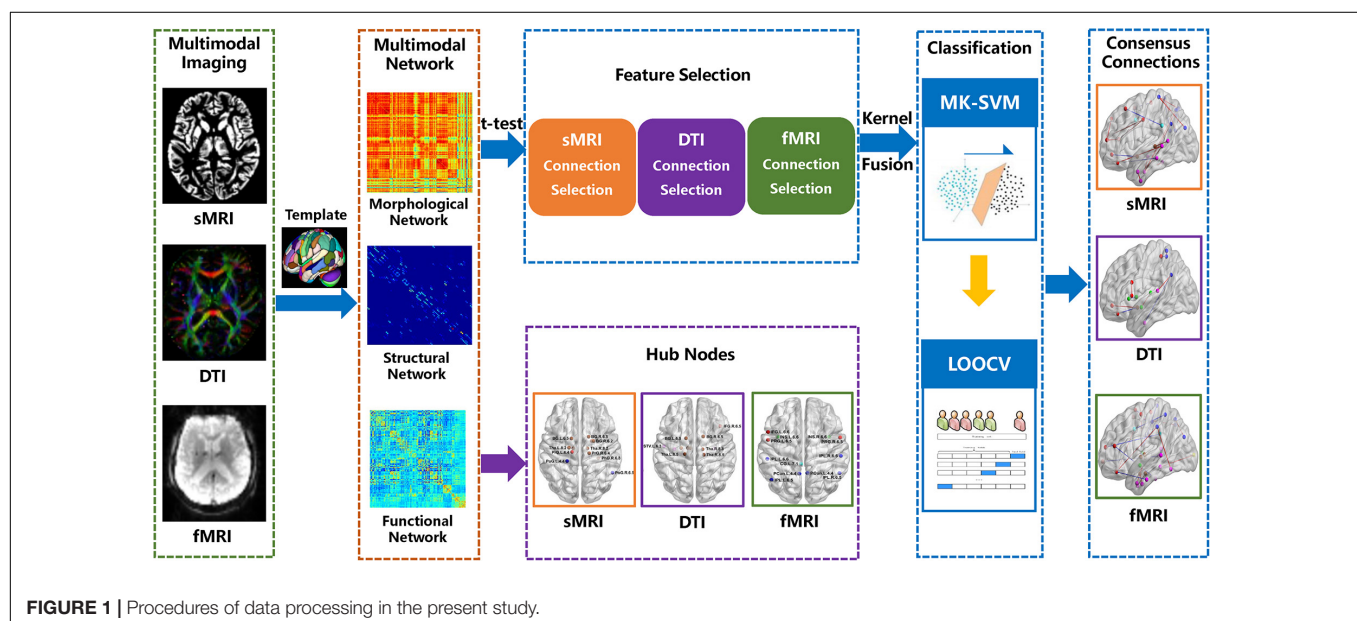 Multimodal
Imaging
sMRI
DTI
fMRI
Template
Multimodal
Network
Morphological
Network
Structural
Network
Functional
Network
t-test
Feature Selection
sMRI
Connection
Selection
DTI
Connection
Selection
fMRI
Connection
Selection
Hub Nodes
sMRI
DTI
fMRI
Kernel
Fusion
Classification
MK-SVM
LOOCV
Consensus
Connections
sMRI
DTI
fMRI
FIGURE 1 | Procedures of data processing in the present study.